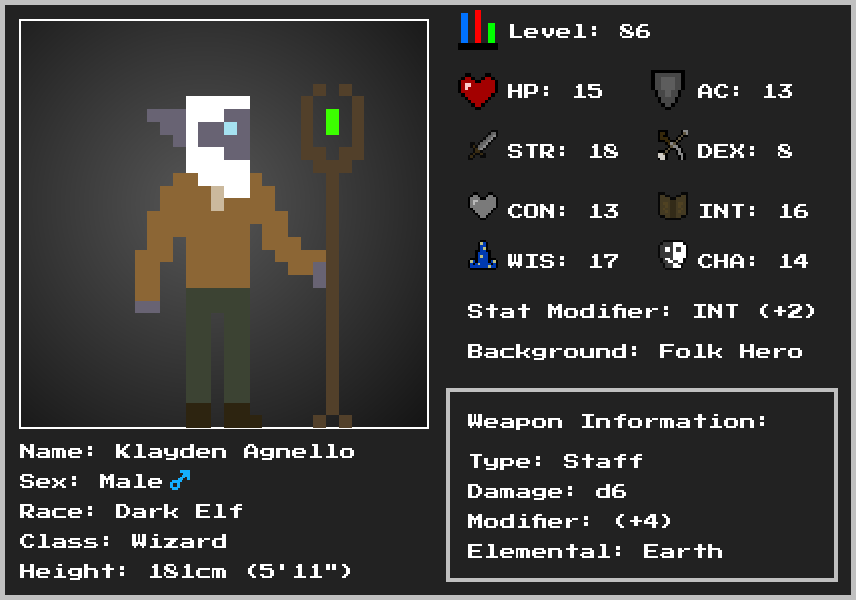 Level: 86
HP: 15 AC: 13
STR: 18 DEX: 8
CON: 13 INT: 16
WIS: 17 CHA: 14
Stat Modifier: INT (+2)
Background: Folk Hero
Weapon Information:
Type: Staff
Damage: d6
Modifier: (+4)
Elemental: Earth
Name: Klayden Agnello
Sex: Male♂
Race: Dark Elf
Class: Wizard
Height: 181cm (5'11")